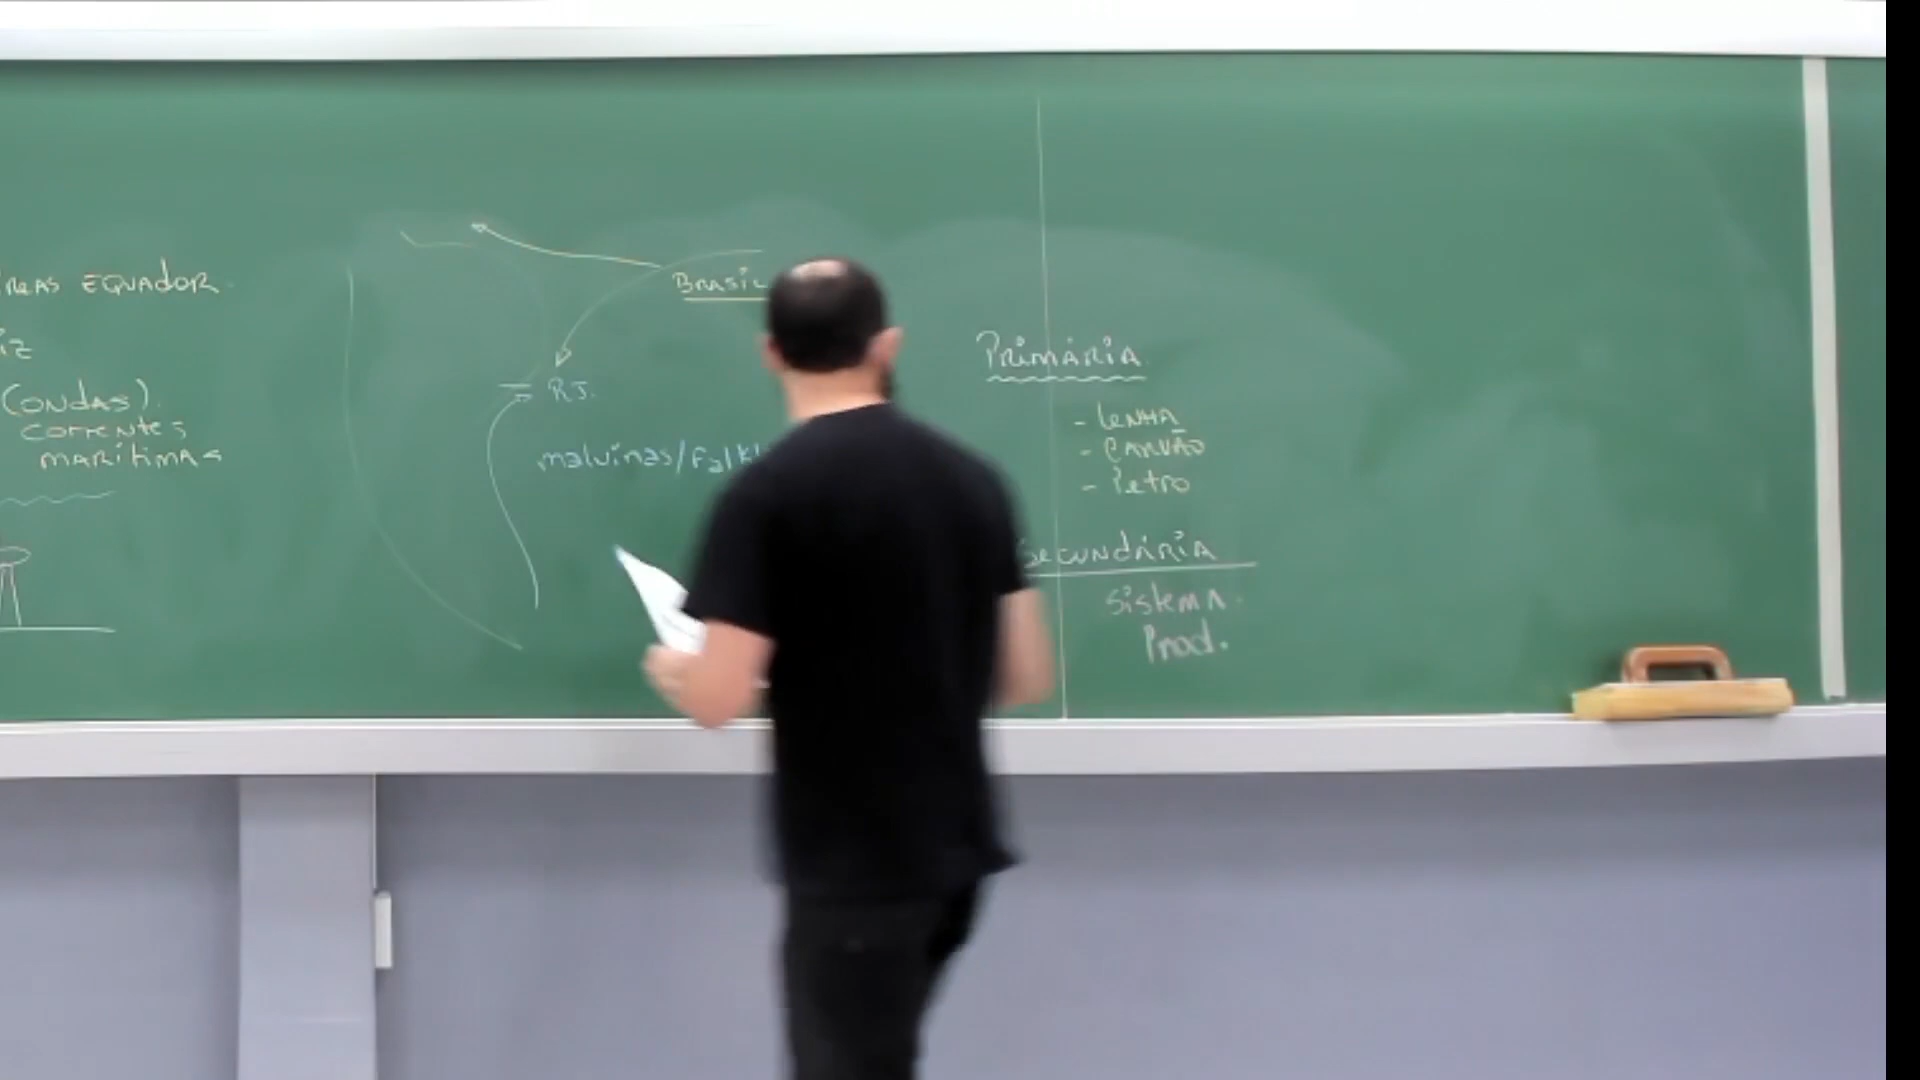 EQUADOR.
(ONDAS).
correntes
marítimas
Brasil
RJ.
malvinas/Falk
Primária
- lenha
- carvão
- Petro
Secundária
Sistema.
Prod.